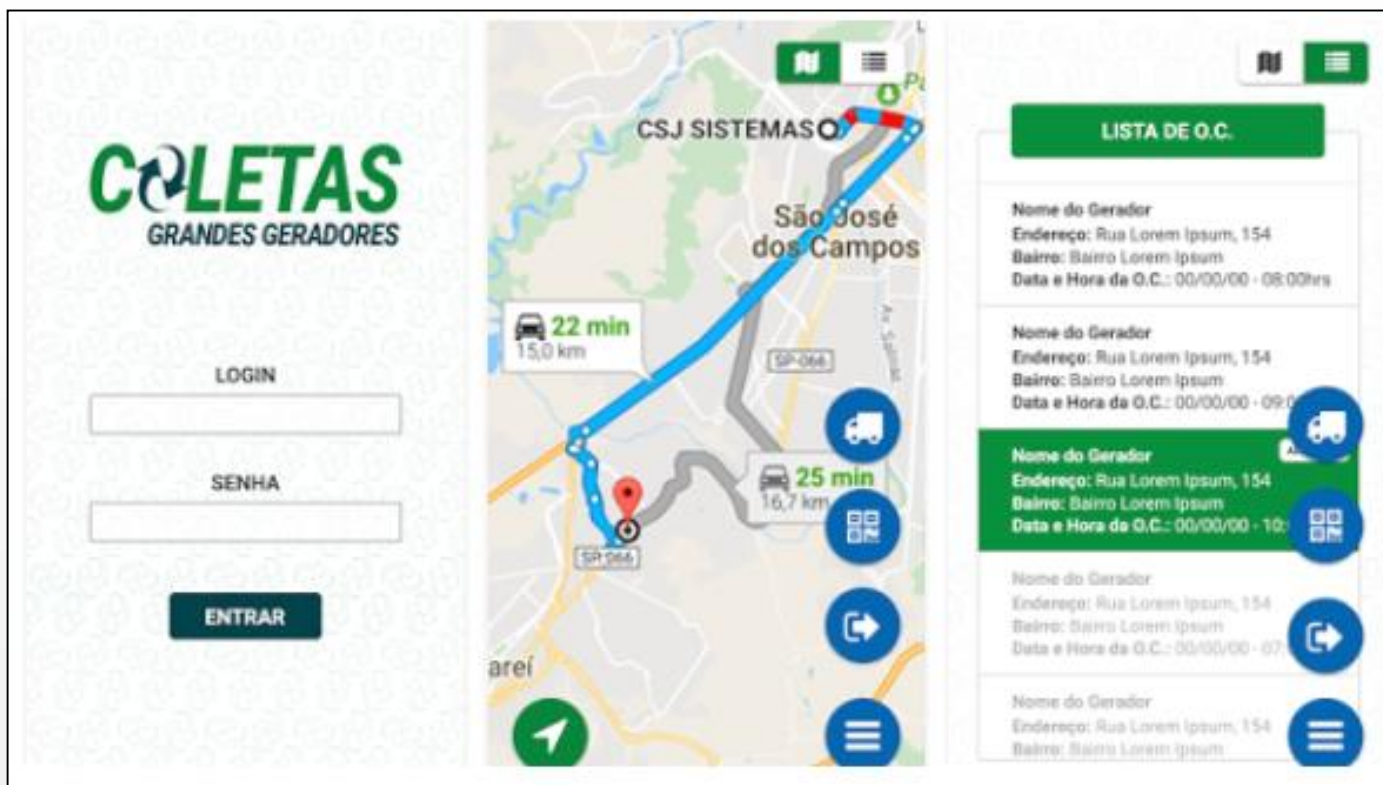 COLETAS
GRANDES GERADORES
LOGIN
SENHA
ENTRAR
CSJ SISTEMAS
São José
dos Campos
22 min
15,0 km
SP-066
25 min
16,7 km
SP-066
areí
LISTA DE O.C.
Nome do Gerador
Endereço: Rua Lorem Ipsum, 154
Bairro: Bairro Lorem Ipsum
Data e Hora da O.C.: 00/00/00 - 08:00hrs
Nome do Gerador
Endereço: Rua Lorem Ipsum, 154
Bairro: Bairro Lorem Ipsum
Data e Hora da O.C.: 00/00/00 - 09:0
Nome do Gerador
Endereço: Rua Lorem Ipsum, 154
Bairro: Bairro Lorem Ipsum
Data e Hora da O.C.: 00/00/00 - 10:
Nome do Gerador
Endereço: Rua Lorem Ipsum, 154
Bairro: Bairro Lorem Ipsum
Data e Hora da O.C.: 00/00/00 - 07:
Nome do Gerador
Endereço: Rua Lorem Ipsum, 154
Bairro: Bairro Lorem Ipsum